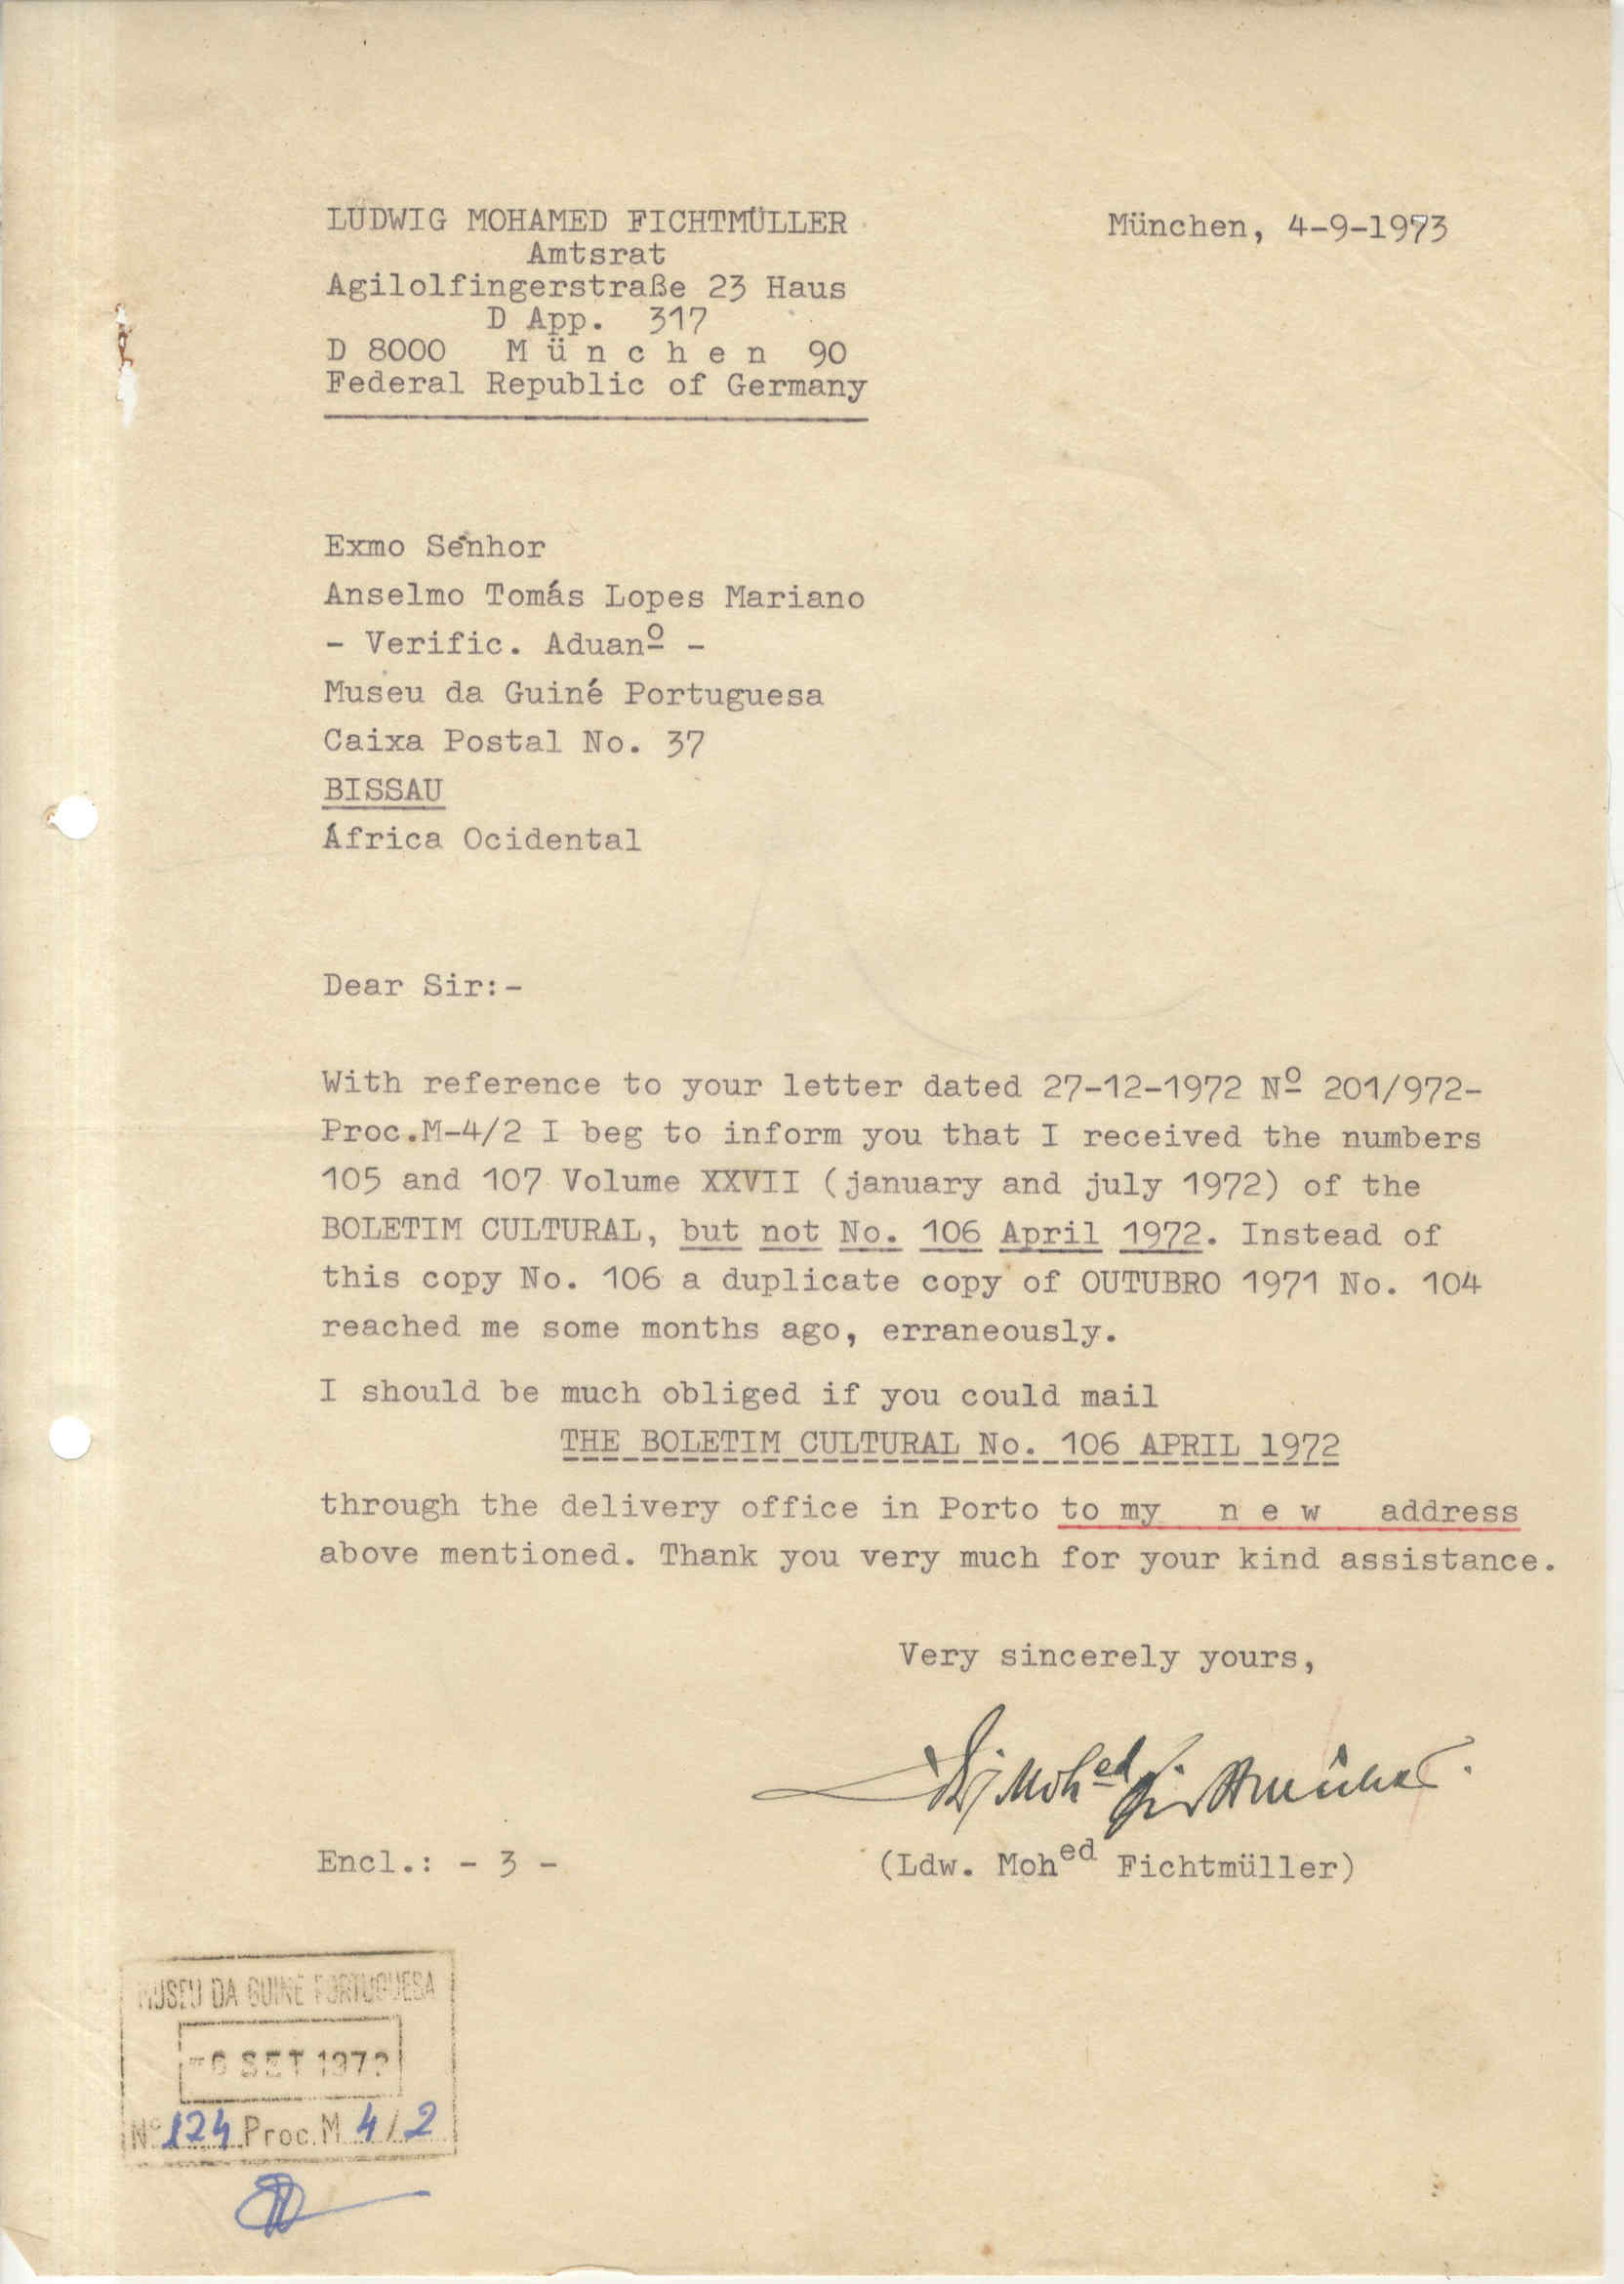 LUDWIG MOHAMED FICHTMÜLLER
München, 4-9-1973
Amtsrat
Agilolfingerstraße 23 Haus
D App. 317
D 8000 M ü n c h e n 90
Federal Republic of Germany
Exmo Senhor
Anselmo Tomás Lopes Mariano
- Verific. Aduanº -
Museu da Guiné Portuguesa
Caixa Postal No. 37
BISSAU
África Ocidental
Dear Sir:-
With reference to your letter dated 27-12-1972 Nº 201/972-
Proc.M-4/2 I beg to inform you that I received the numbers
105 and 107 Volume XXVII (january and july 1972) of the
BOLETIM CULTURAL, but not No. 106 April 1972. Instead of
this copy No. 106 a duplicate copy of OUTUBRO 1971 No. 104
reached me some months ago, erraneously.
I should be much obliged if you could mail
THE BOLETIM CULTURAL No. 106 APRIL 1972
through the delivery office in Porto to my n e w address
above mentioned. Thank you very much for your kind assistance.
Very sincerely yours,
Encl.: - 3 -
(Ldw. Mohed Fichtmüller)
MUSEU DA GUINÉ PORTUGUESA
SET
Nº 124 Proc. M 4/2